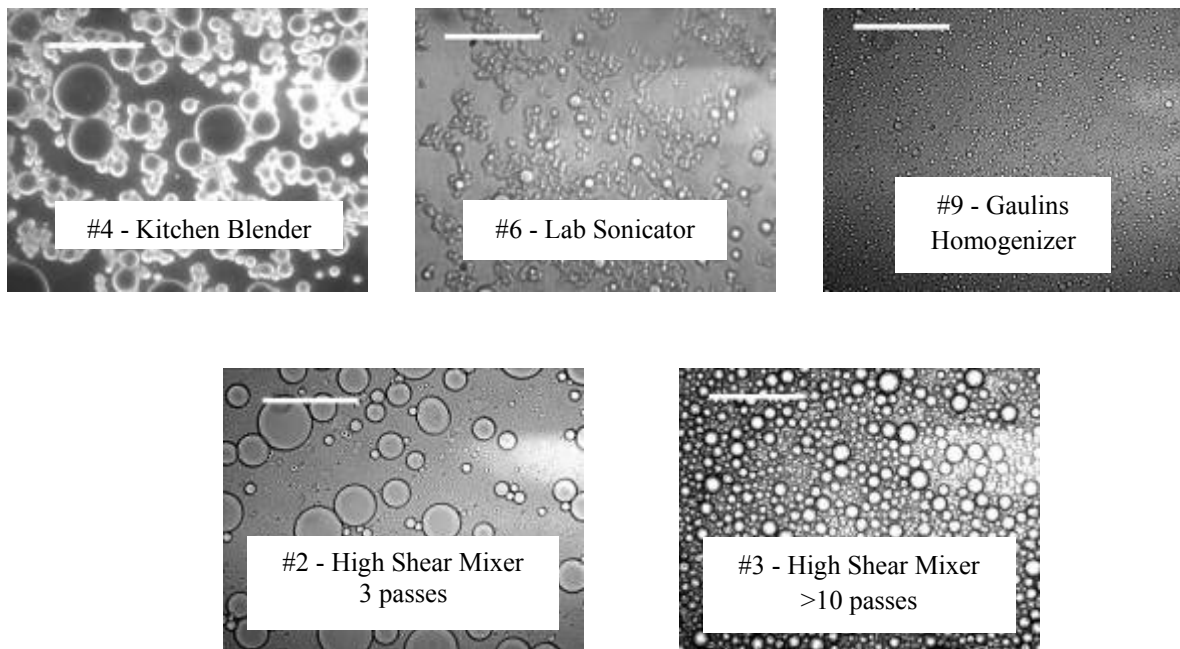 #4 - Kitchen Blender
#6 - Lab Sonicator
#9 - Gaulins
Homogenizer
#2 - High Shear Mixer
3 passes
#3 - High Shear Mixer
>10 passes